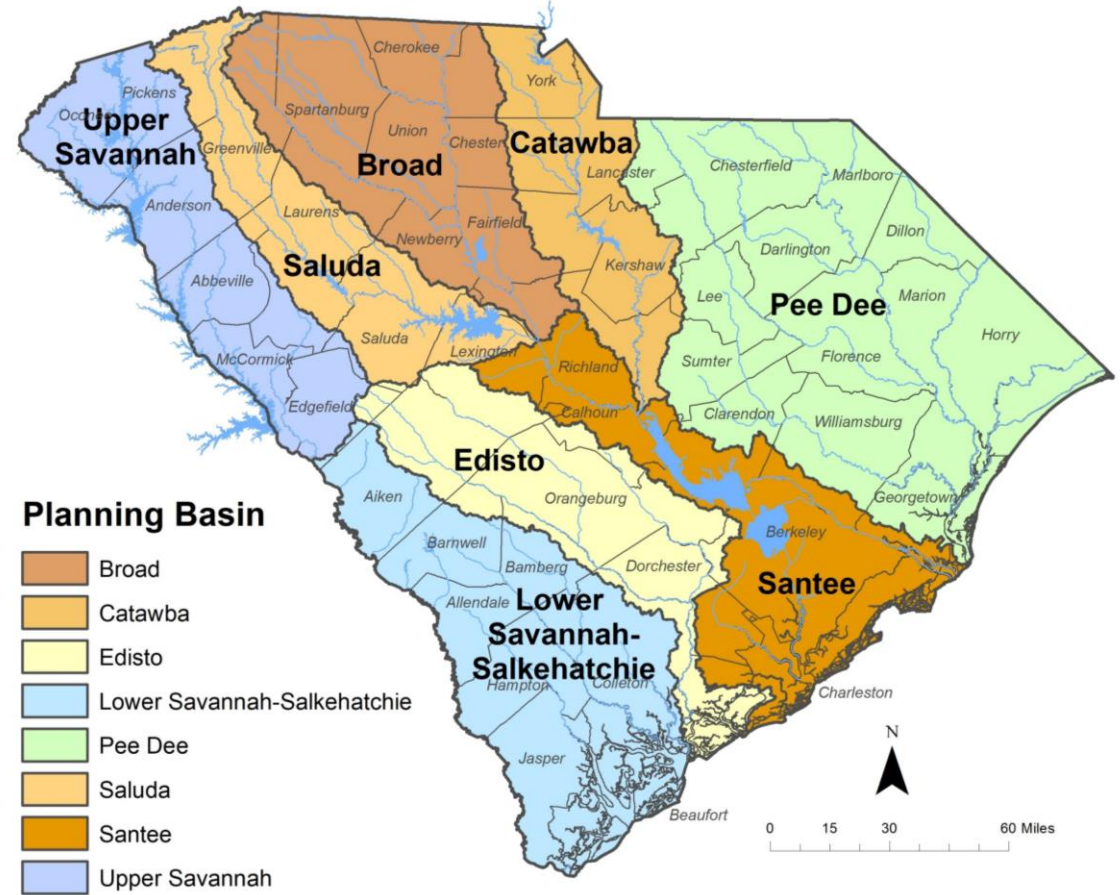 Cherokee
York
Pickens
Oconee
Upper
Savannah
Spartanburg
Union
Chester
Catawba
Broad
Greenville
Lancaster
Chesterfield
Marlboro
Anderson
Laurens
Fairfield
Newberry
Dillon
Darlington
Saluda
Kershaw
Abbeville
Lee
Pee Dee
Marion
Horry
Saluda
Lexington
McCormick
Richland
Sumter
Florence
Edgefield
Calhoun
Clarendon
Williamsburg
Edisto
Aiken
Orangeburg
Georgetown
Barnwell
Berkeley
Bamberg
Dorchester
Santee
Allendale
Lower
Savannah-
Salkehatchie
Hampton
Colleton
Charleston
Jasper
Beaufort
Planning Basin
Broad
Catawba
Edisto
Lower Savannah-Salkehatchie
Pee Dee
Saluda
Santee
Upper Savannah
N
0 15 30 60 Miles